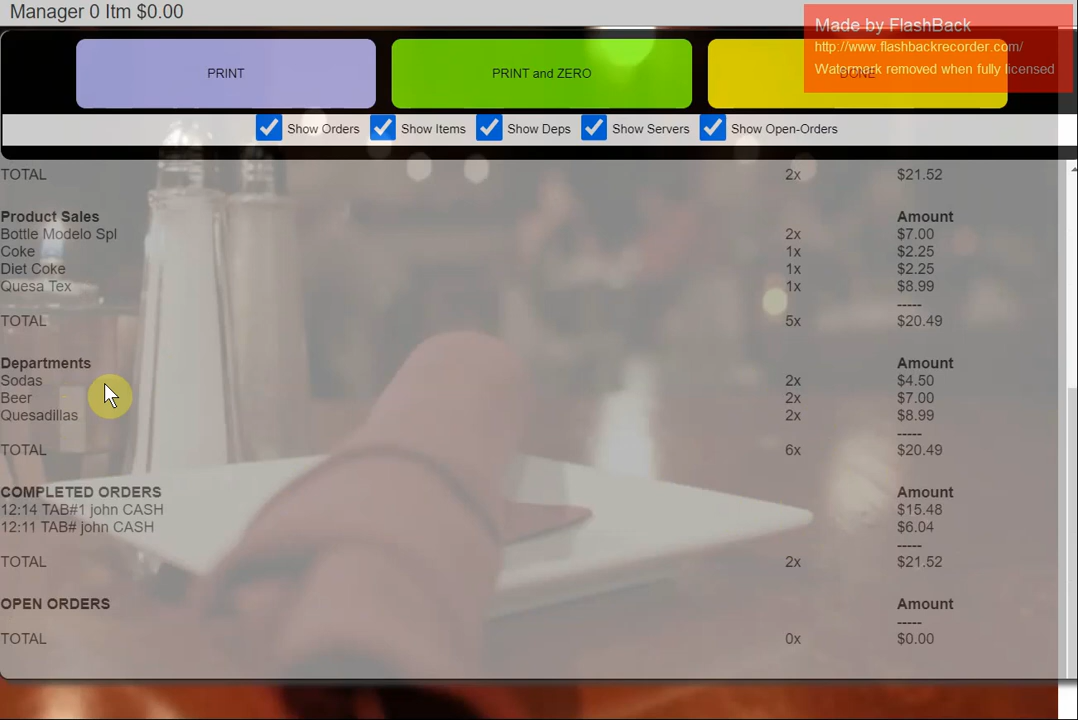 Manager 0 Itm $0.00
Made by FlashBack
http://www.flashbackrecorder.com/
Watermark removed when fully licensed
PRINT
PRINT and ZERO
DONE
Show Orders
Show Items
Show Deps
Show Servers
Show Open-Orders
TOTAL 2x $21.52
Product Sales Amount
Bottle Modelo Spl 2x $7.00
Coke 1x $2.25
Diet Coke 1x $2.25
Quesa Tex 1x $8.99
-----
TOTAL 5x $20.49
Departments Amount
Sodas 2x $4.50
Beer 2x $7.00
Quesadillas 2x $8.99
-----
TOTAL 6x $20.49
COMPLETED ORDERS Amount
12:14 TAB#1 john CASH $15.48
12:11 TAB# john CASH $6.04
-----
TOTAL 2x $21.52
OPEN ORDERS Amount
-----
TOTAL 0x $0.00